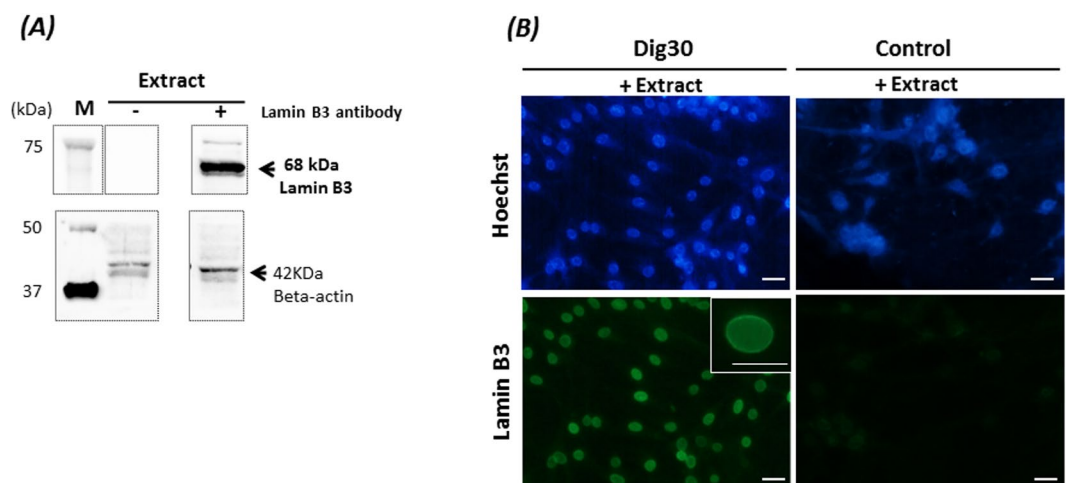 (A)
Extract
(kDa) M - + Lamin B3 antibody
75
68 kDa
Lamin B3
50
42KDa
Beta-actin
37
(B)
Dig30 Control
+ Extract + Extract
Hoechst
Lamin B3